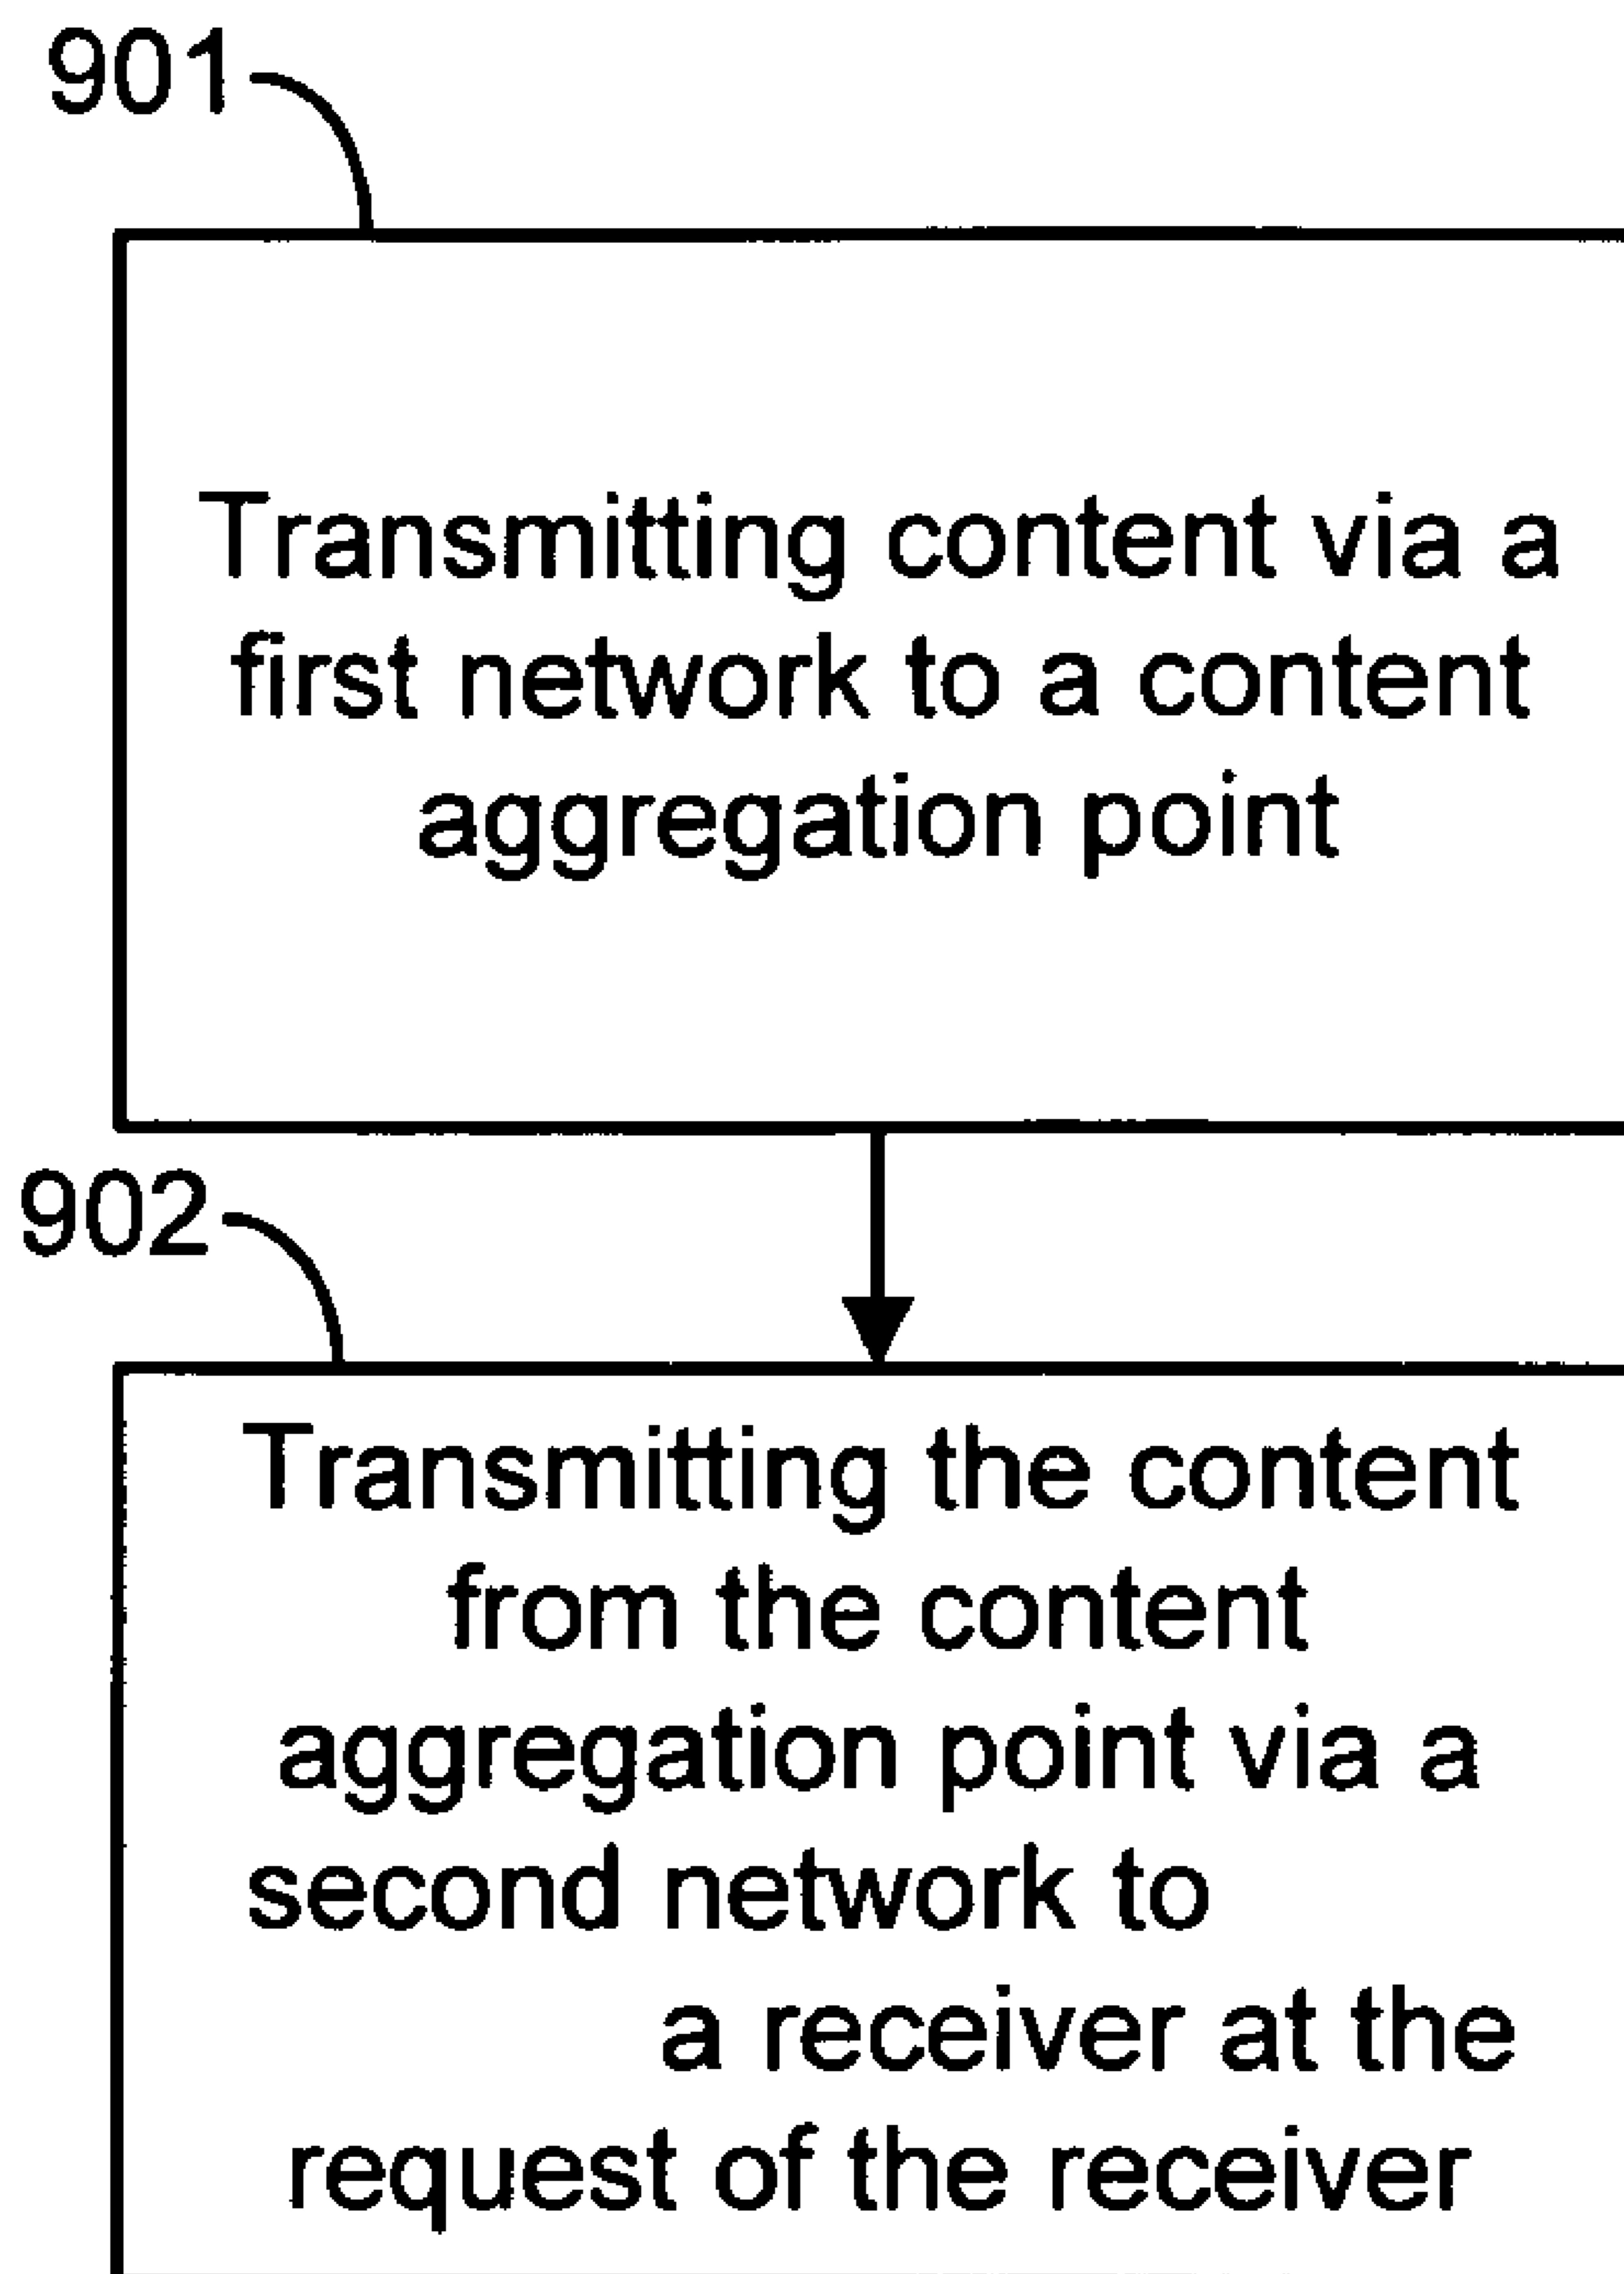 901
Transmitting content via a
first network to a content
aggregation point
902
Transmitting the content
from the content
aggregation point via a
second network to
a receiver at the
request of the receiver